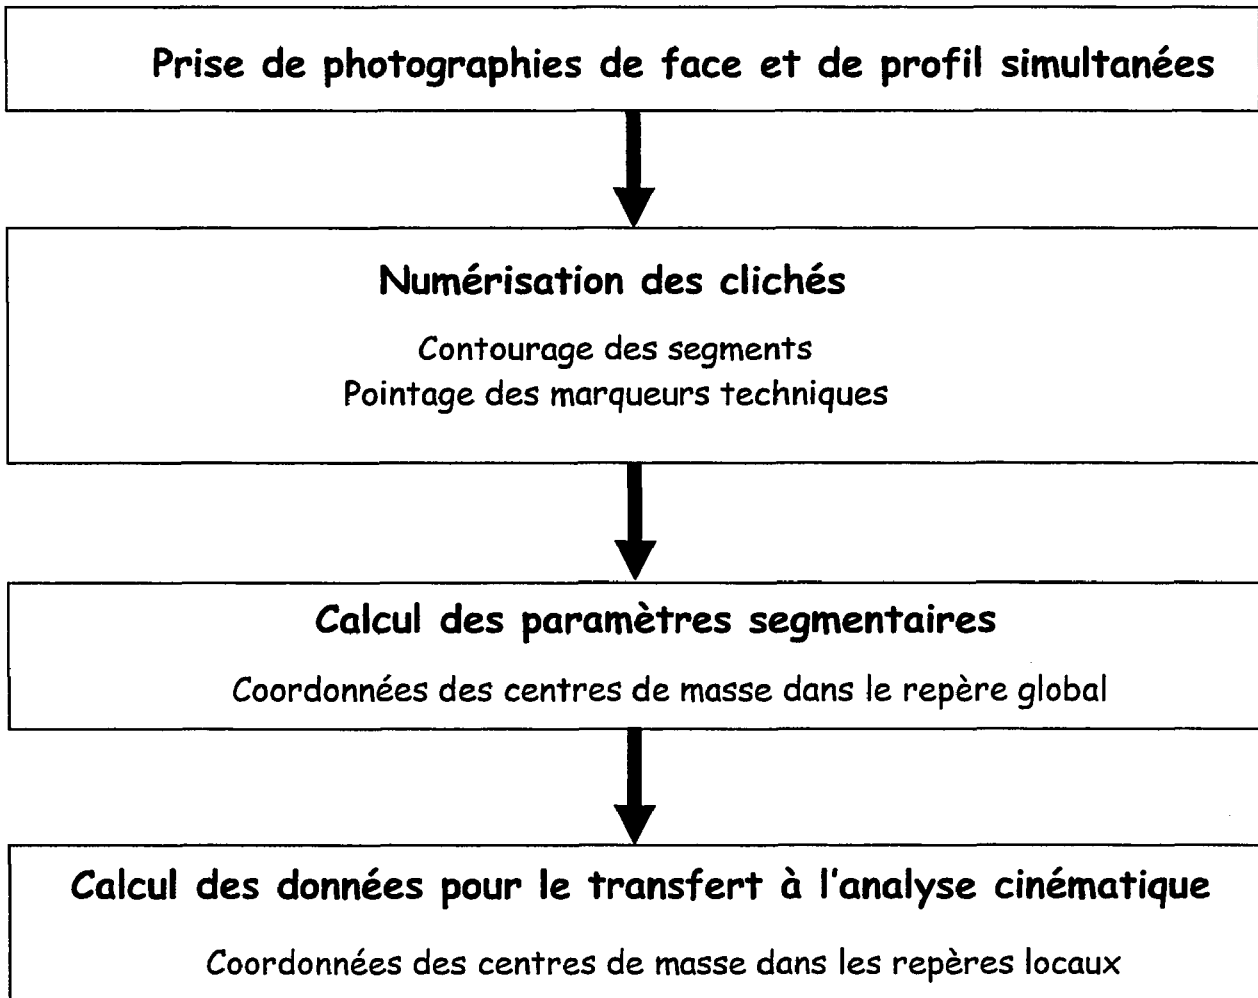 Prise de photographies de face et de profil simultanées
Numérisation des clichés
Contourage des segments
Pointage des marqueurs techniques
Calcul des paramètres segmentaires
Coordonnées des centres de masse dans le repère global
Calcul des données pour le transfert à l'analyse cinématique
Coordonnées des centres de masse dans les repères locaux